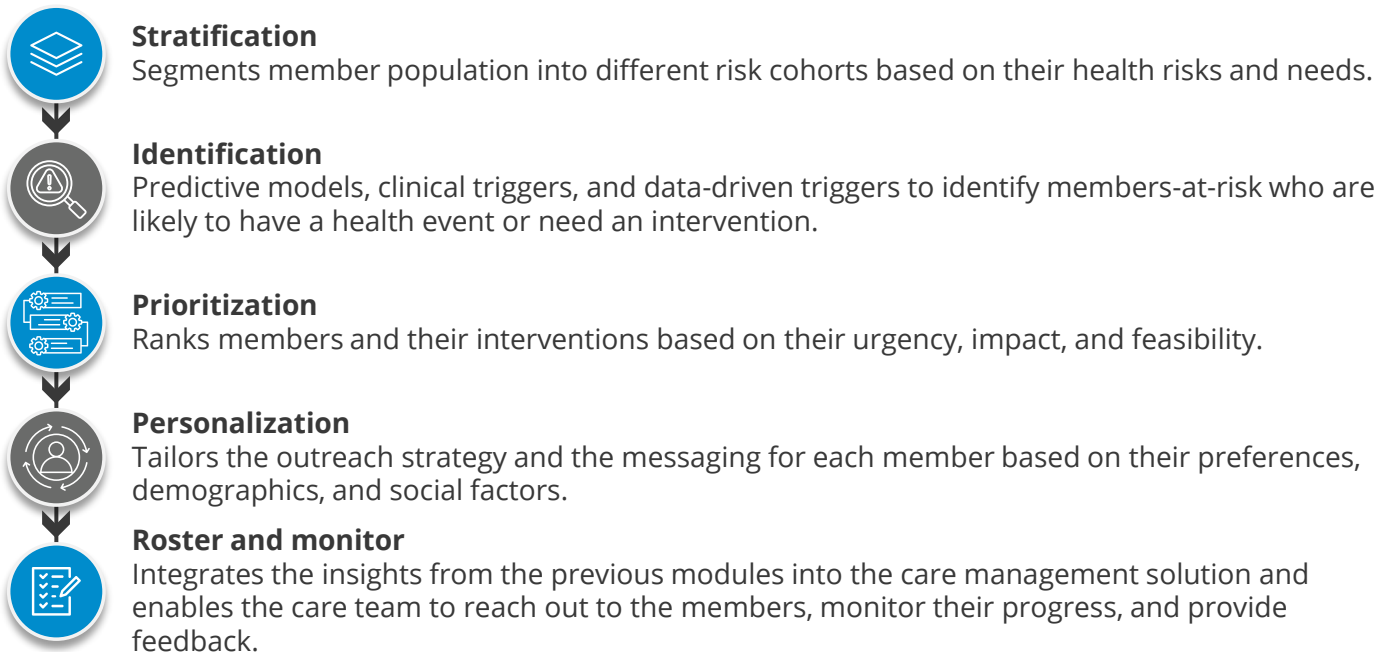 Stratification
Segments member population into different risk cohorts based on their health risks and needs.
Identification
Predictive models, clinical triggers, and data-driven triggers to identify members-at-risk who are
likely to have a health event or need an intervention.
Prioritization
Ranks members and their interventions based on their urgency, impact, and feasibility.
Personalization
Tailors the outreach strategy and the messaging for each member based on their preferences,
demographics, and social factors.
Roster and monitor
Integrates the insights from the previous modules into the care management solution and
enables the care team to reach out to the members, monitor their progress, and provide
feedback.